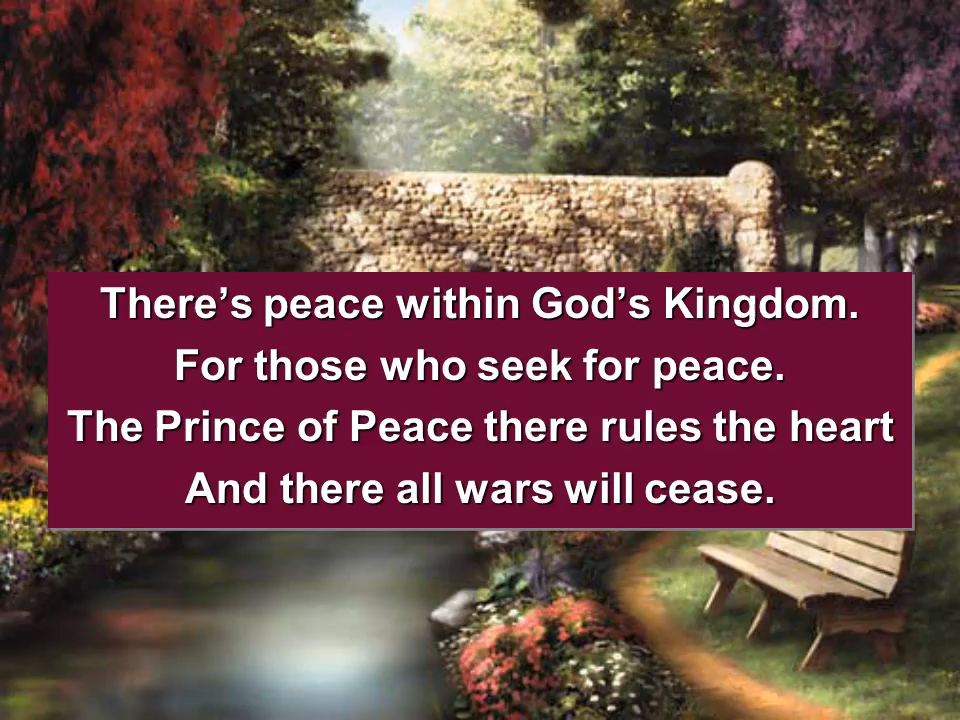 There’s peace within God’s Kingdom.
For those who seek for peace.
The Prince of Peace there rules the heart
And there all wars will cease.